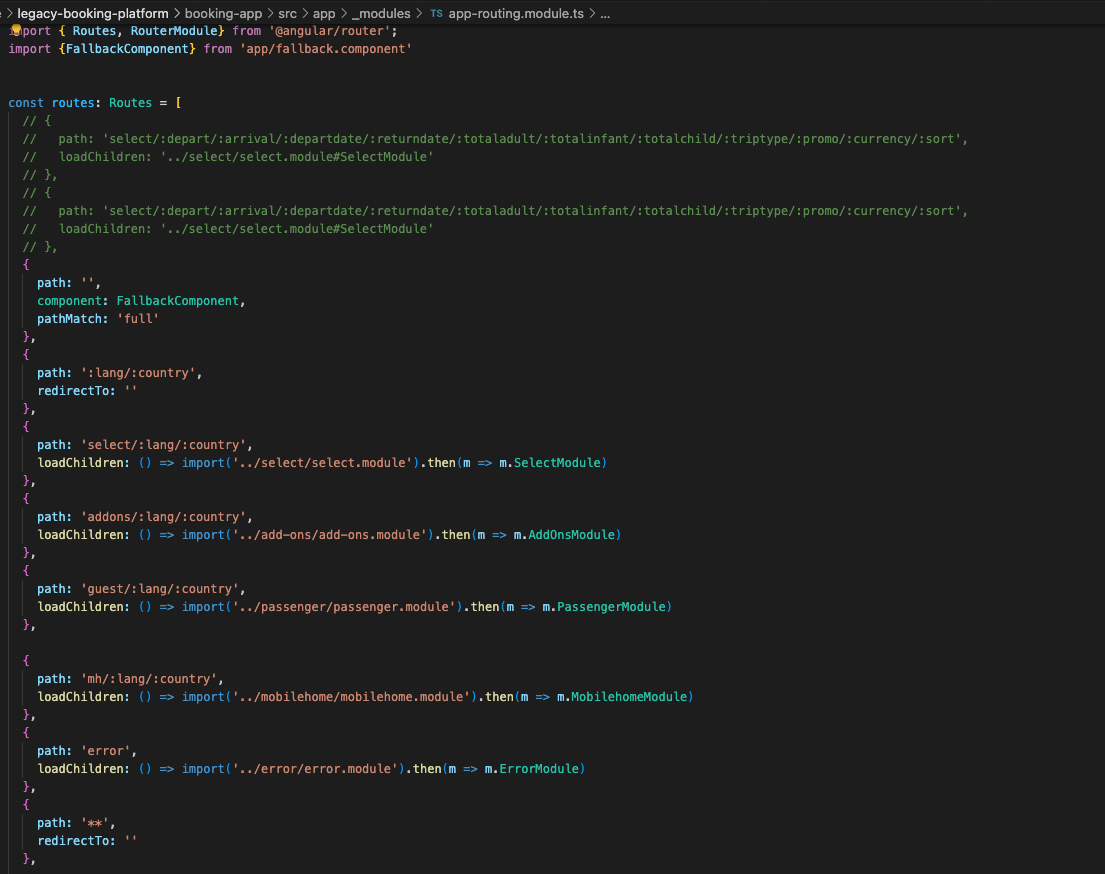 legacy-booking-platform > booking-app > src > app > _modules > TS app-routing.module.ts > ...
import { Routes, RouterModule} from '@angular/router';
import {FallbackComponent} from 'app/fallback.component'
const routes: Routes = [
// {
//   path: 'select/:depart/:arrival/:departdate/:returndate/:totaladult/:totalinfant/:totalchild/:triptype/:promo/:currency/:sort',
//   loadChildren: '../select/select.module#SelectModule'
// },
// {
//   path: 'select/:depart/:arrival/:departdate/:returndate/:totaladult/:totalinfant/:totalchild/:triptype/:promo/:currency/:sort',
//   loadChildren: '../select/select.module#SelectModule'
// },
{
path: '',
component: FallbackComponent,
pathMatch: 'full'
},
{
path: ':lang/:country',
redirectTo: ''
},
{
path: 'select/:lang/:country',
loadChildren: () => import('../select/select.module').then(m => m.SelectModule)
},
{
path: 'addons/:lang/:country',
loadChildren: () => import('../add-ons/add-ons.module').then(m => m.AddOnsModule)
},
{
path: 'guest/:lang/:country',
loadChildren: () => import('../passenger/passenger.module').then(m => m.PassengerModule)
},
{
path: 'mh/:lang/:country',
loadChildren: () => import('../mobilehome/mobilehome.module').then(m => m.MobilehomeModule)
},
{
path: 'error',
loadChildren: () => import('../error/error.module').then(m => m.ErrorModule)
},
{
path: '**',
redirectTo: ''
},